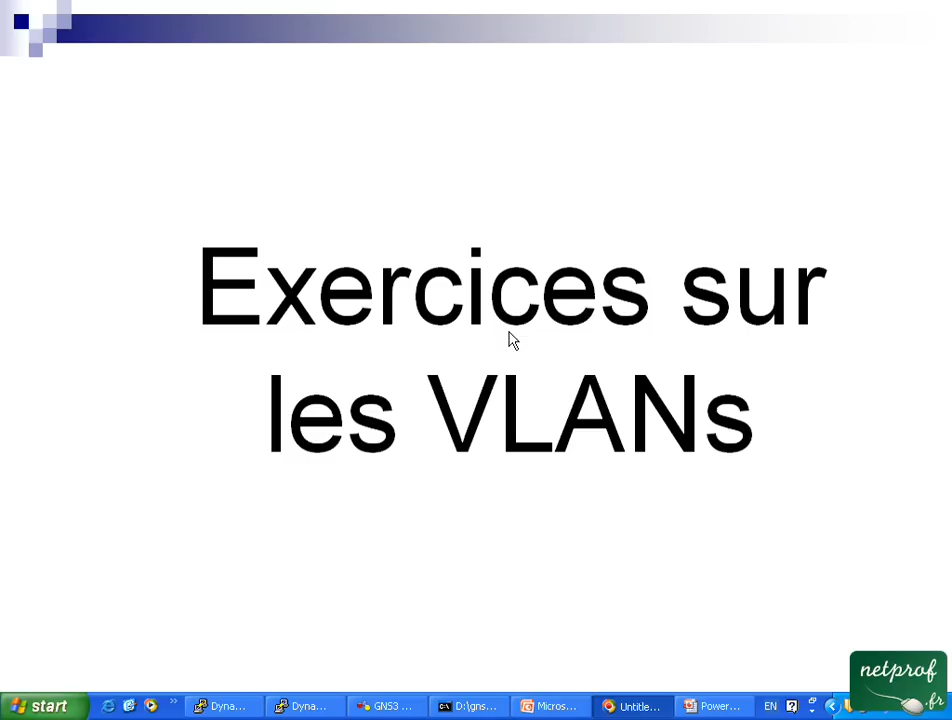 Exercices sur
les VLANs
netprof
.fr
start
Dyna...
Dyna...
GNS3 ...
D:\gns...
Micros...
Untitle...
Power...
EN